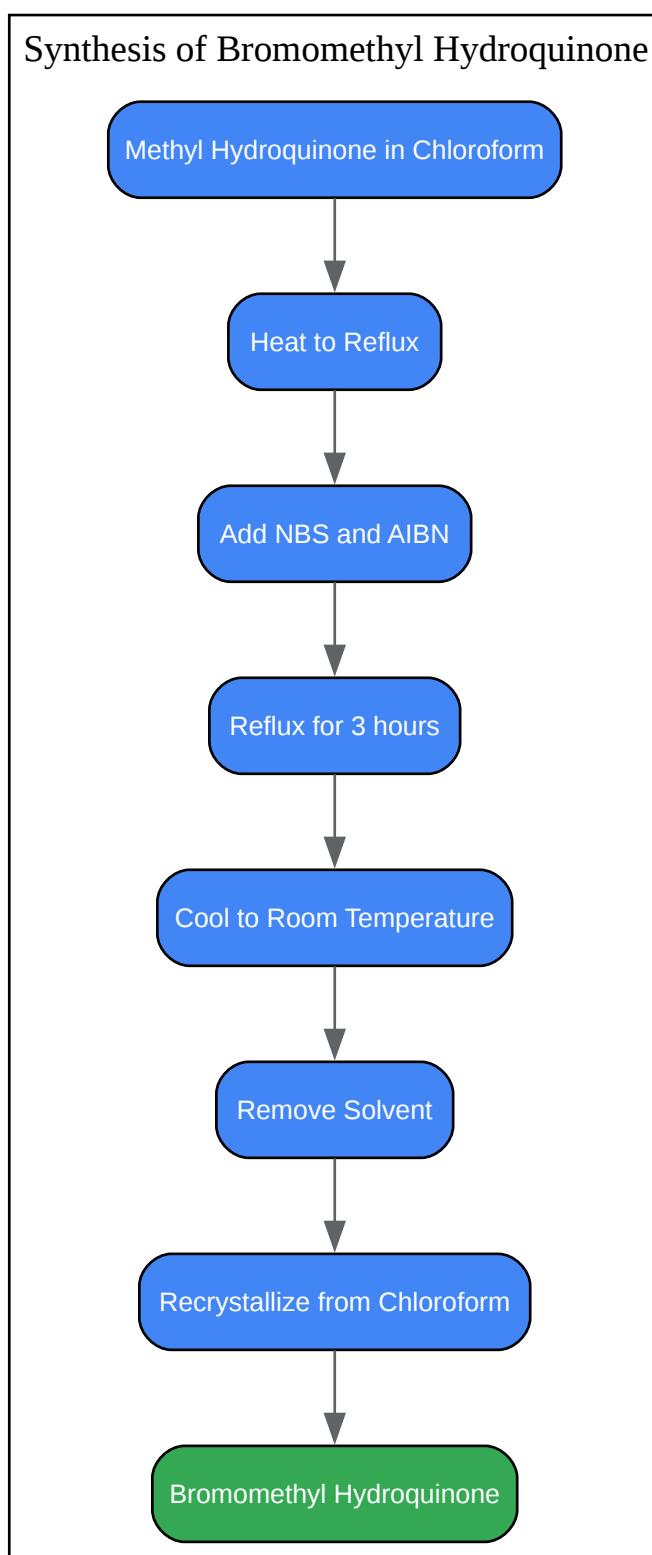 Synthesis of Bromomethyl Hydroquinone
Methyl Hydroquinone in Chloroform
Heat to Reflux
Add NBS and AIBN
Reflux for 3 hours
Cool to Room Temperature
Remove Solvent
Recrystallize from Chloroform
Bromomethyl Hydroquinone